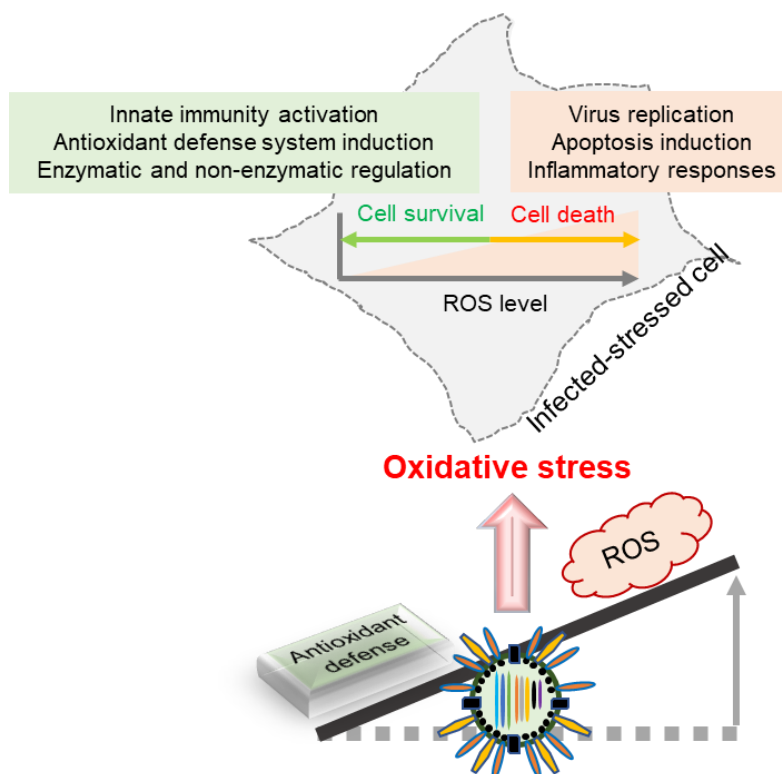 Innate immunity activation
Antioxidant defense system induction
Enzymatic and non-enzymatic regulation
Virus replication
Apoptosis induction
Inflammatory responses
Cell survival
Cell death
ROS level
Infected-stressed cell
Oxidative stress
ROS
Antioxidant
defense